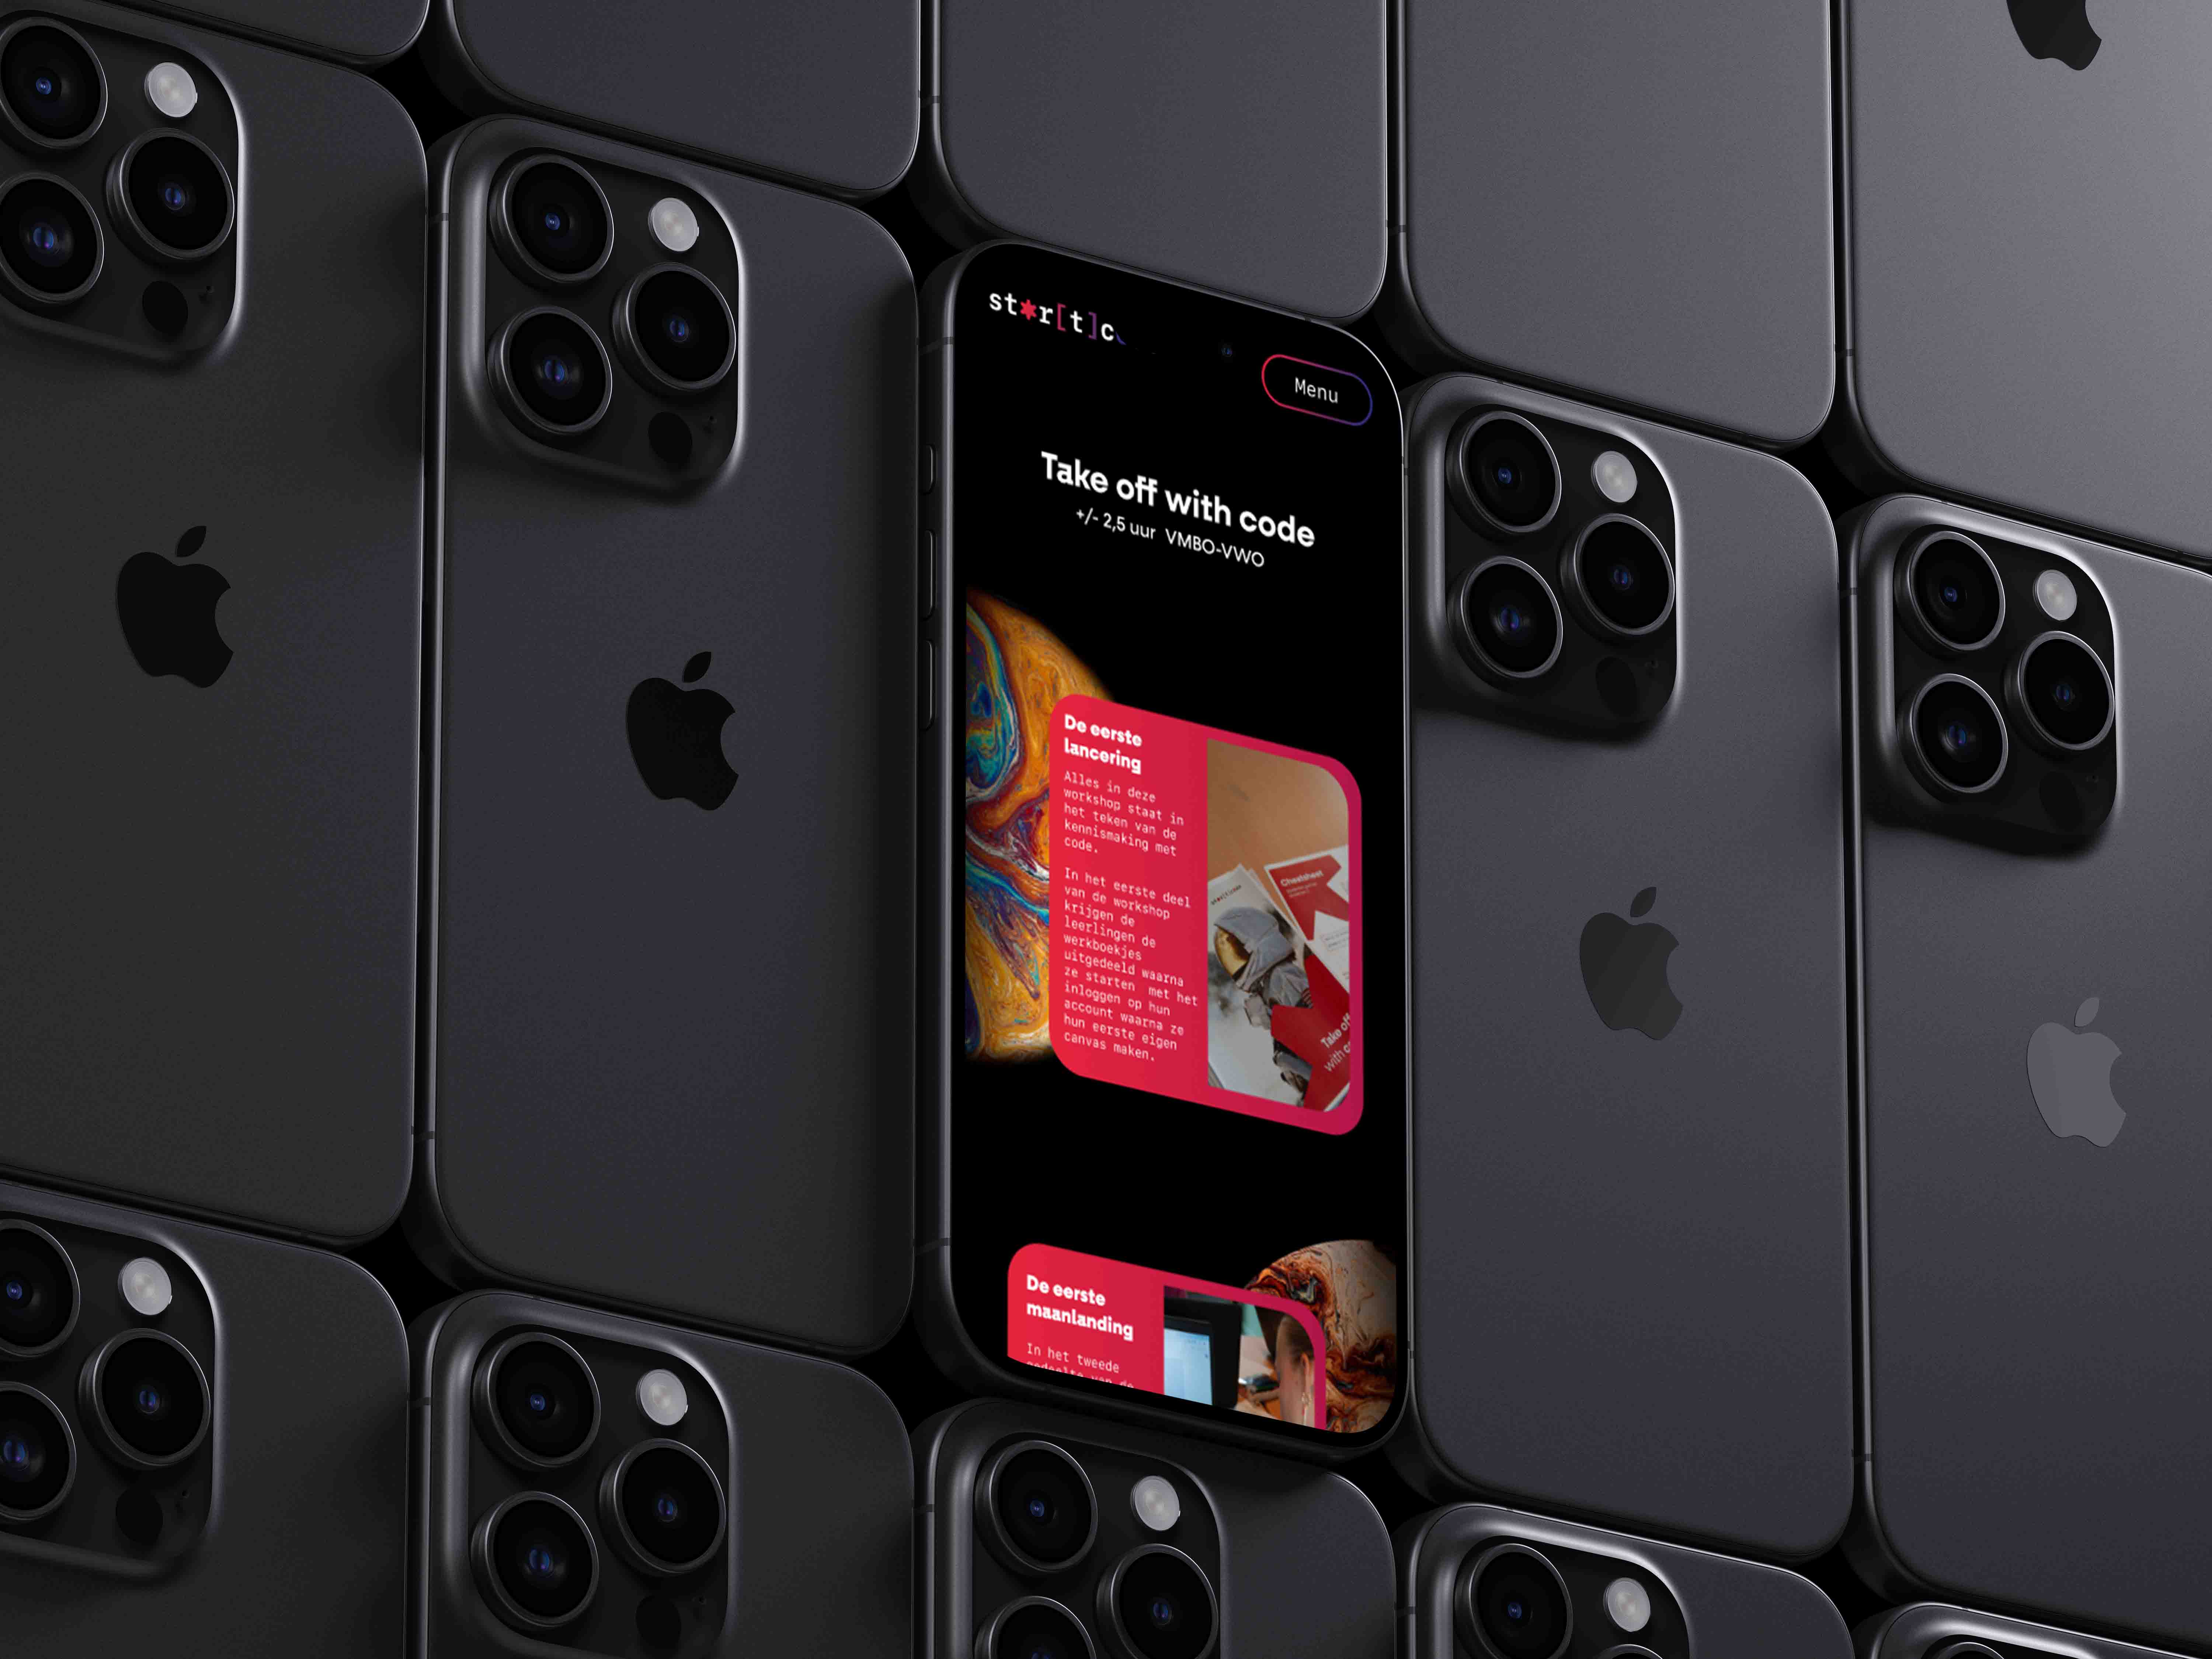 st*r[t]c
Menu
Take off with code
+/- 2,5 uur VMBO-VWO
De eerste
lancering
Alles in deze
workshop staat in
het teken van de
kennismaking met
code.
In het eerste deel
van de workshop
krijgen de
leerlingen de
werkboekjes
uitgedeeld waarna
ze starten met het
inloggen op hun
account waarna ze
hun eerste eigen
canvas maken.
Cheatsheet
Take off
with
De eerste
maanlanding
In het tweede
gedeelte van de